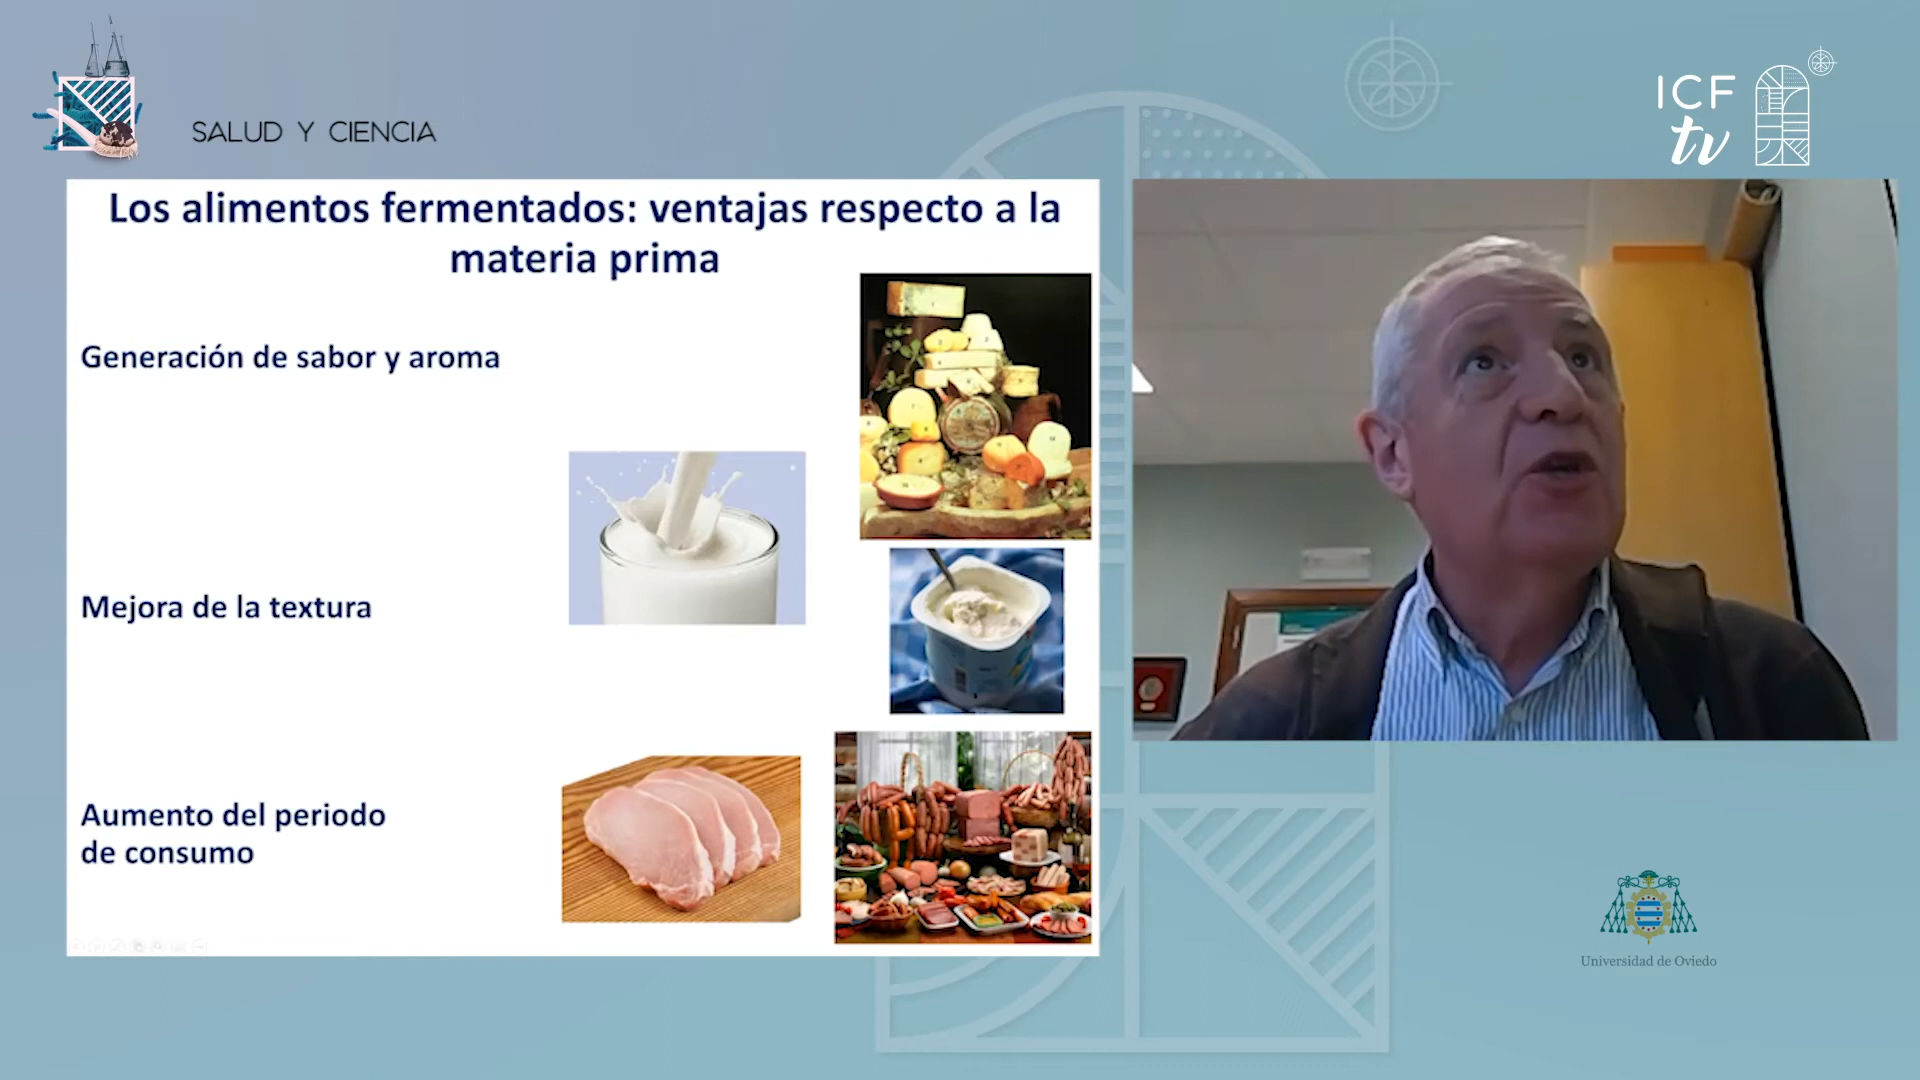 SALUD Y CIENCIA
ICF
tv
Los alimentos fermentados: ventajas respecto a la
materia prima
Generación de sabor y aroma
Mejora de la textura
Aumento del periodo
de consumo
Universidad de Oviedo